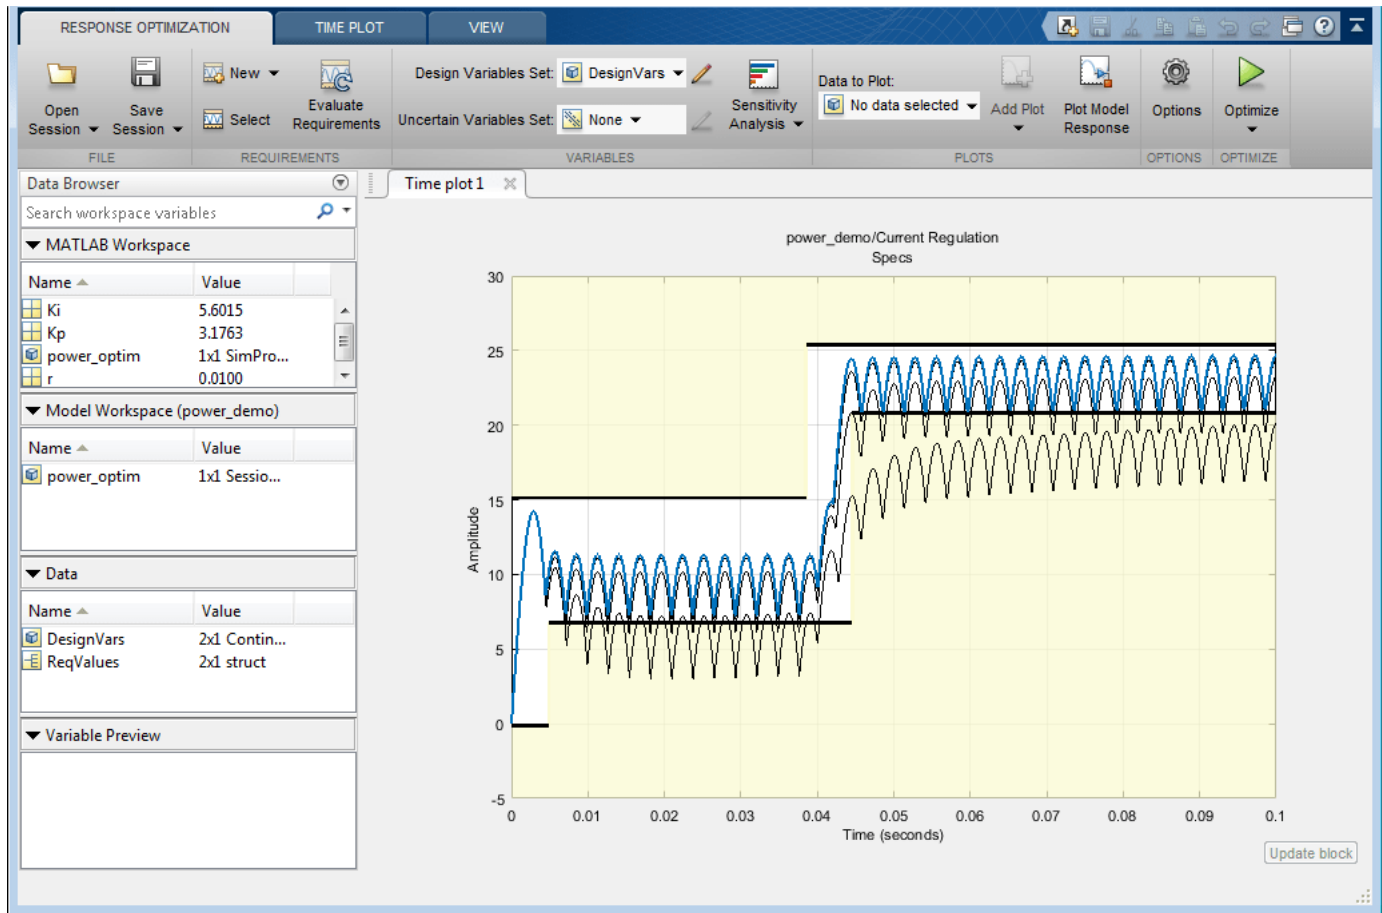 RESPONSE OPTIMIZATION TIME PLOT VIEW
Open Session Save Session
FILE
New
Select
Evaluate Requirements
REQUIREMENTS
Design Variables Set: DesignVars
Uncertain Variables Set: None
Sensitivity Analysis
VARIABLES
Data to Plot:
No data selected
Add Plot Plot Model Response
PLOTS
Options
OPTIONS
Optimize
OPTIMIZE
Data Browser
Search workspace variables
MATLAB Workspace
Name Value
Ki 5.6015
Kp 3.1763
power_optim 1x1 SimPro...
r 0.0100
Model Workspace (power_demo)
Name Value
power_optim 1x1 Sessio...
Data
Name Value
DesignVars 2x1 Contin...
ReqValues 2x1 struct
Variable Preview
Time plot 1
power_demo/Current Regulation
Specs
30
25
20
15
10
5
0
-5
Amplitude
0 0.01 0.02 0.03 0.04 0.05 0.06 0.07 0.08 0.09 0.1
Time (seconds)
Update block